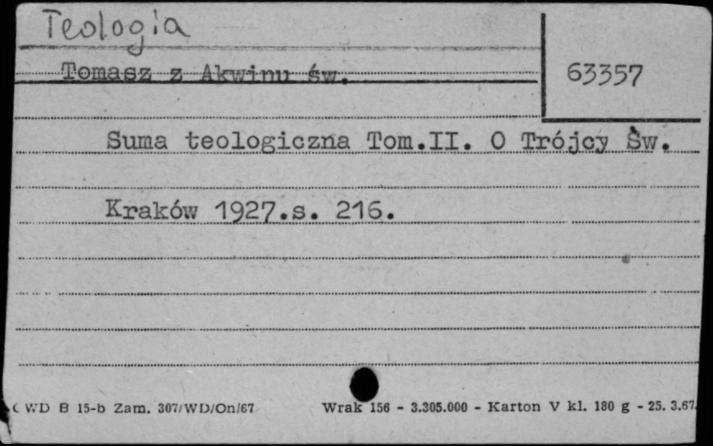 Teologia
Tomasz z Akwinu św.
63357
Suma teologiczna Tom.II. O Trójcy Św.
Kraków 1927.s. 216.
CWD B 15-b Zam. 307/WD/On/67
Wrak 156 - 3.305.000 - Karton V kl. 180 g - 25. 3.67.